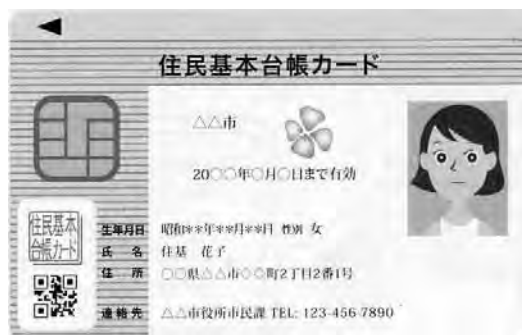 住民基本台帳カード
△△市
20○○年○月○日まで有効
住民基本
台帳カード
生年月日 昭和**年**月**日 性別 女
氏名 住基 花子
住所 ○○県△△市○○町2丁目2番1号
連絡先 △△市役所市民課 TEL: 123-456-7890